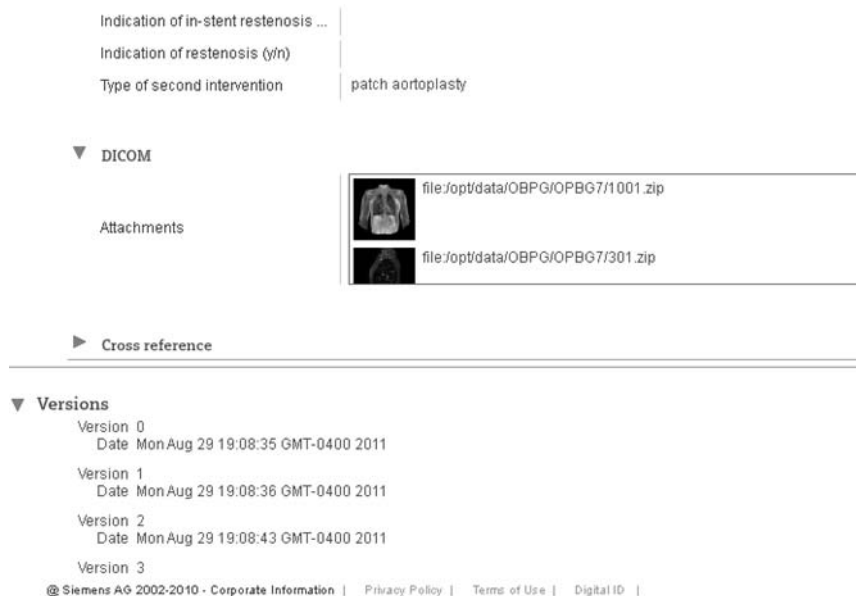 Indication of in-stent restenosis ...
Indication of restenosis (y/n)
Type of second intervention patch aortoplasty
DICOM
Attachments
file:/opt/data/OBPG/OPBG7/1001.zip
file:/opt/data/OBPG/OPBG7/301.zip
Cross reference
Versions
Version 0
Date Mon Aug 29 19:08:35 GMT-0400 2011
Version 1
Date Mon Aug 29 19:08:36 GMT-0400 2011
Version 2
Date Mon Aug 29 19:08:43 GMT-0400 2011
Version 3
@ Siemens AG 2002-2010 - Corporate Information | Privacy Policy | Terms of Use | Digital ID |